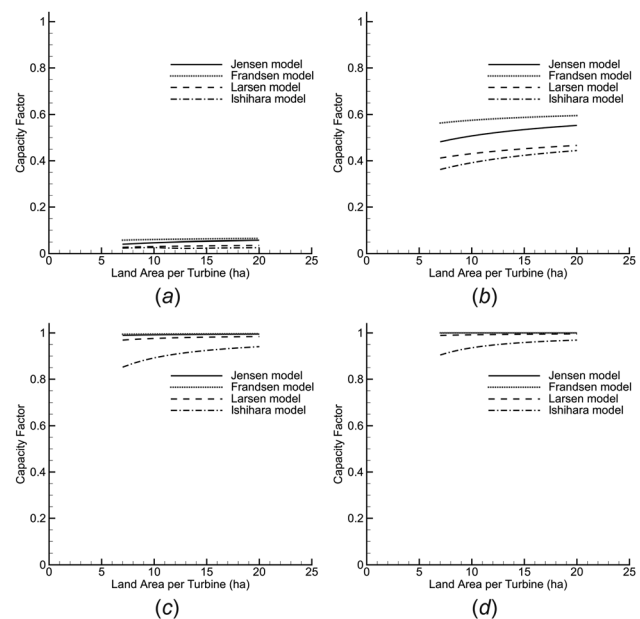 1
0.8
0.6
0.4
0.2
0
Capacity Factor
Jensen model
Frandsen model
Larsen model
Ishihara model
0 5 10 15 20 25
Land Area per Turbine (ha)
(a)
1
0.8
0.6
0.4
0.2
0
Capacity Factor
Jensen model
Frandsen model
Larsen model
Ishihara model
0 5 10 15 20 25
Land Area per Turbine (ha)
(b)
1
0.8
0.6
0.4
0.2
0
Capacity Factor
Jensen model
Frandsen model
Larsen model
Ishihara model
0 5 10 15 20 25
Land Area per Turbine (ha)
(c)
1
0.8
0.6
0.4
0.2
0
Capacity Factor
Jensen model
Frandsen model
Larsen model
Ishihara model
0 5 10 15 20 25
Land Area per Turbine (ha)
(d)